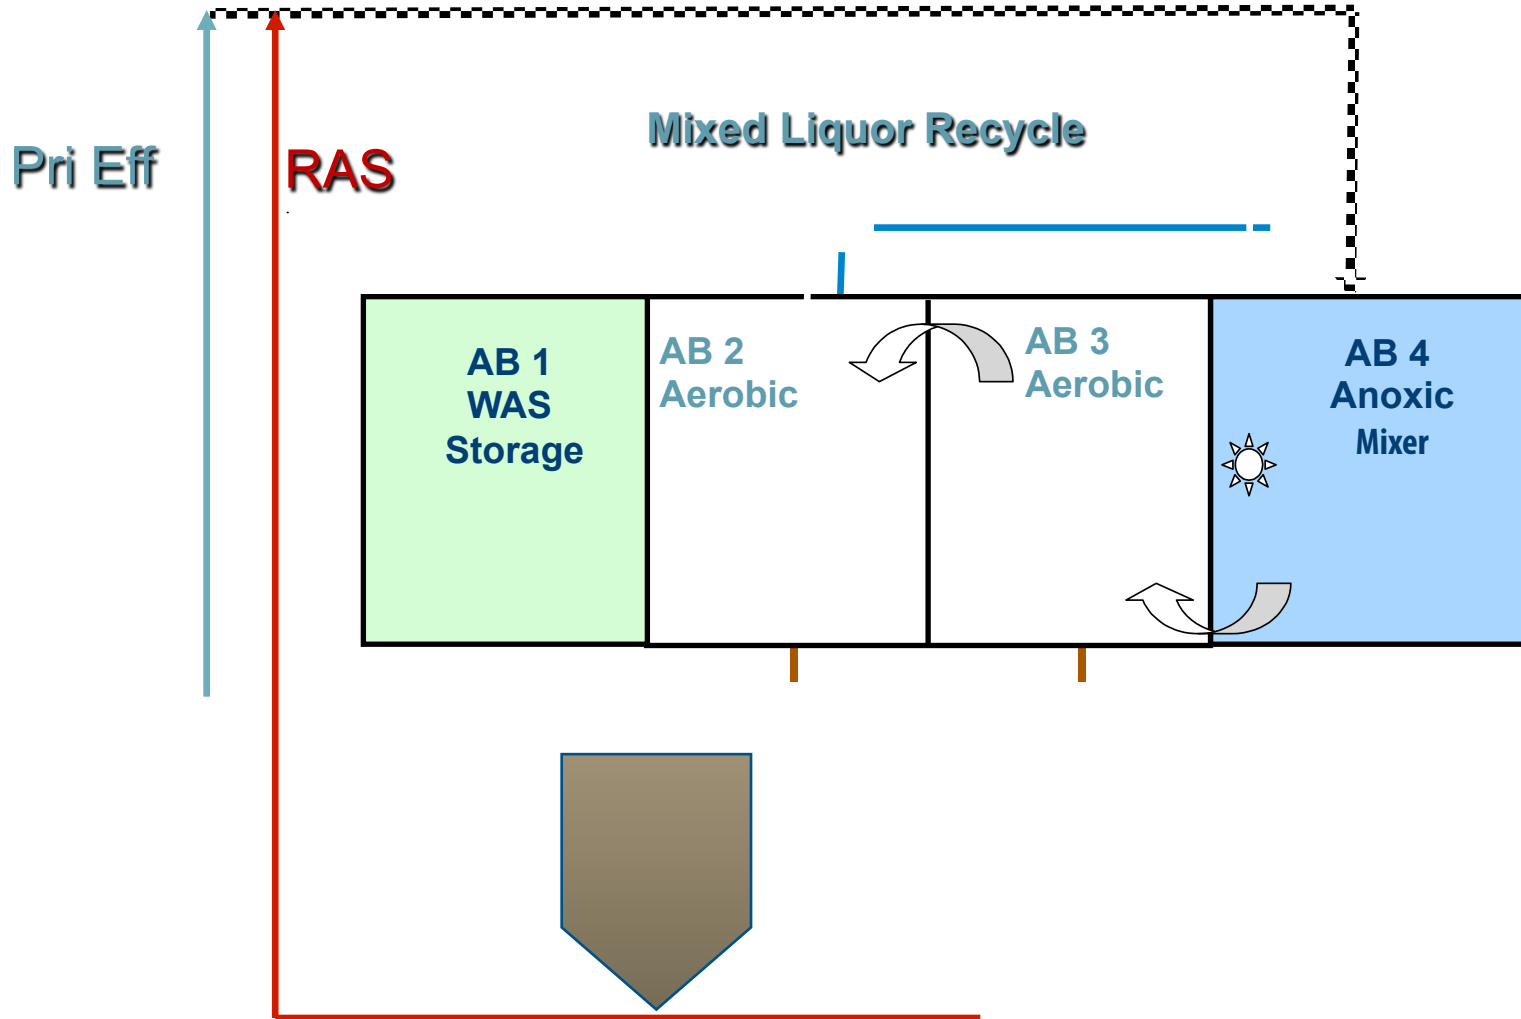 Mixed Liquor Recycle
Pri Eff
RAS
AB 1
WAS
Storage
AB 2
Aerobic
AB 3
Aerobic
AB 4
Anoxic
Mixer